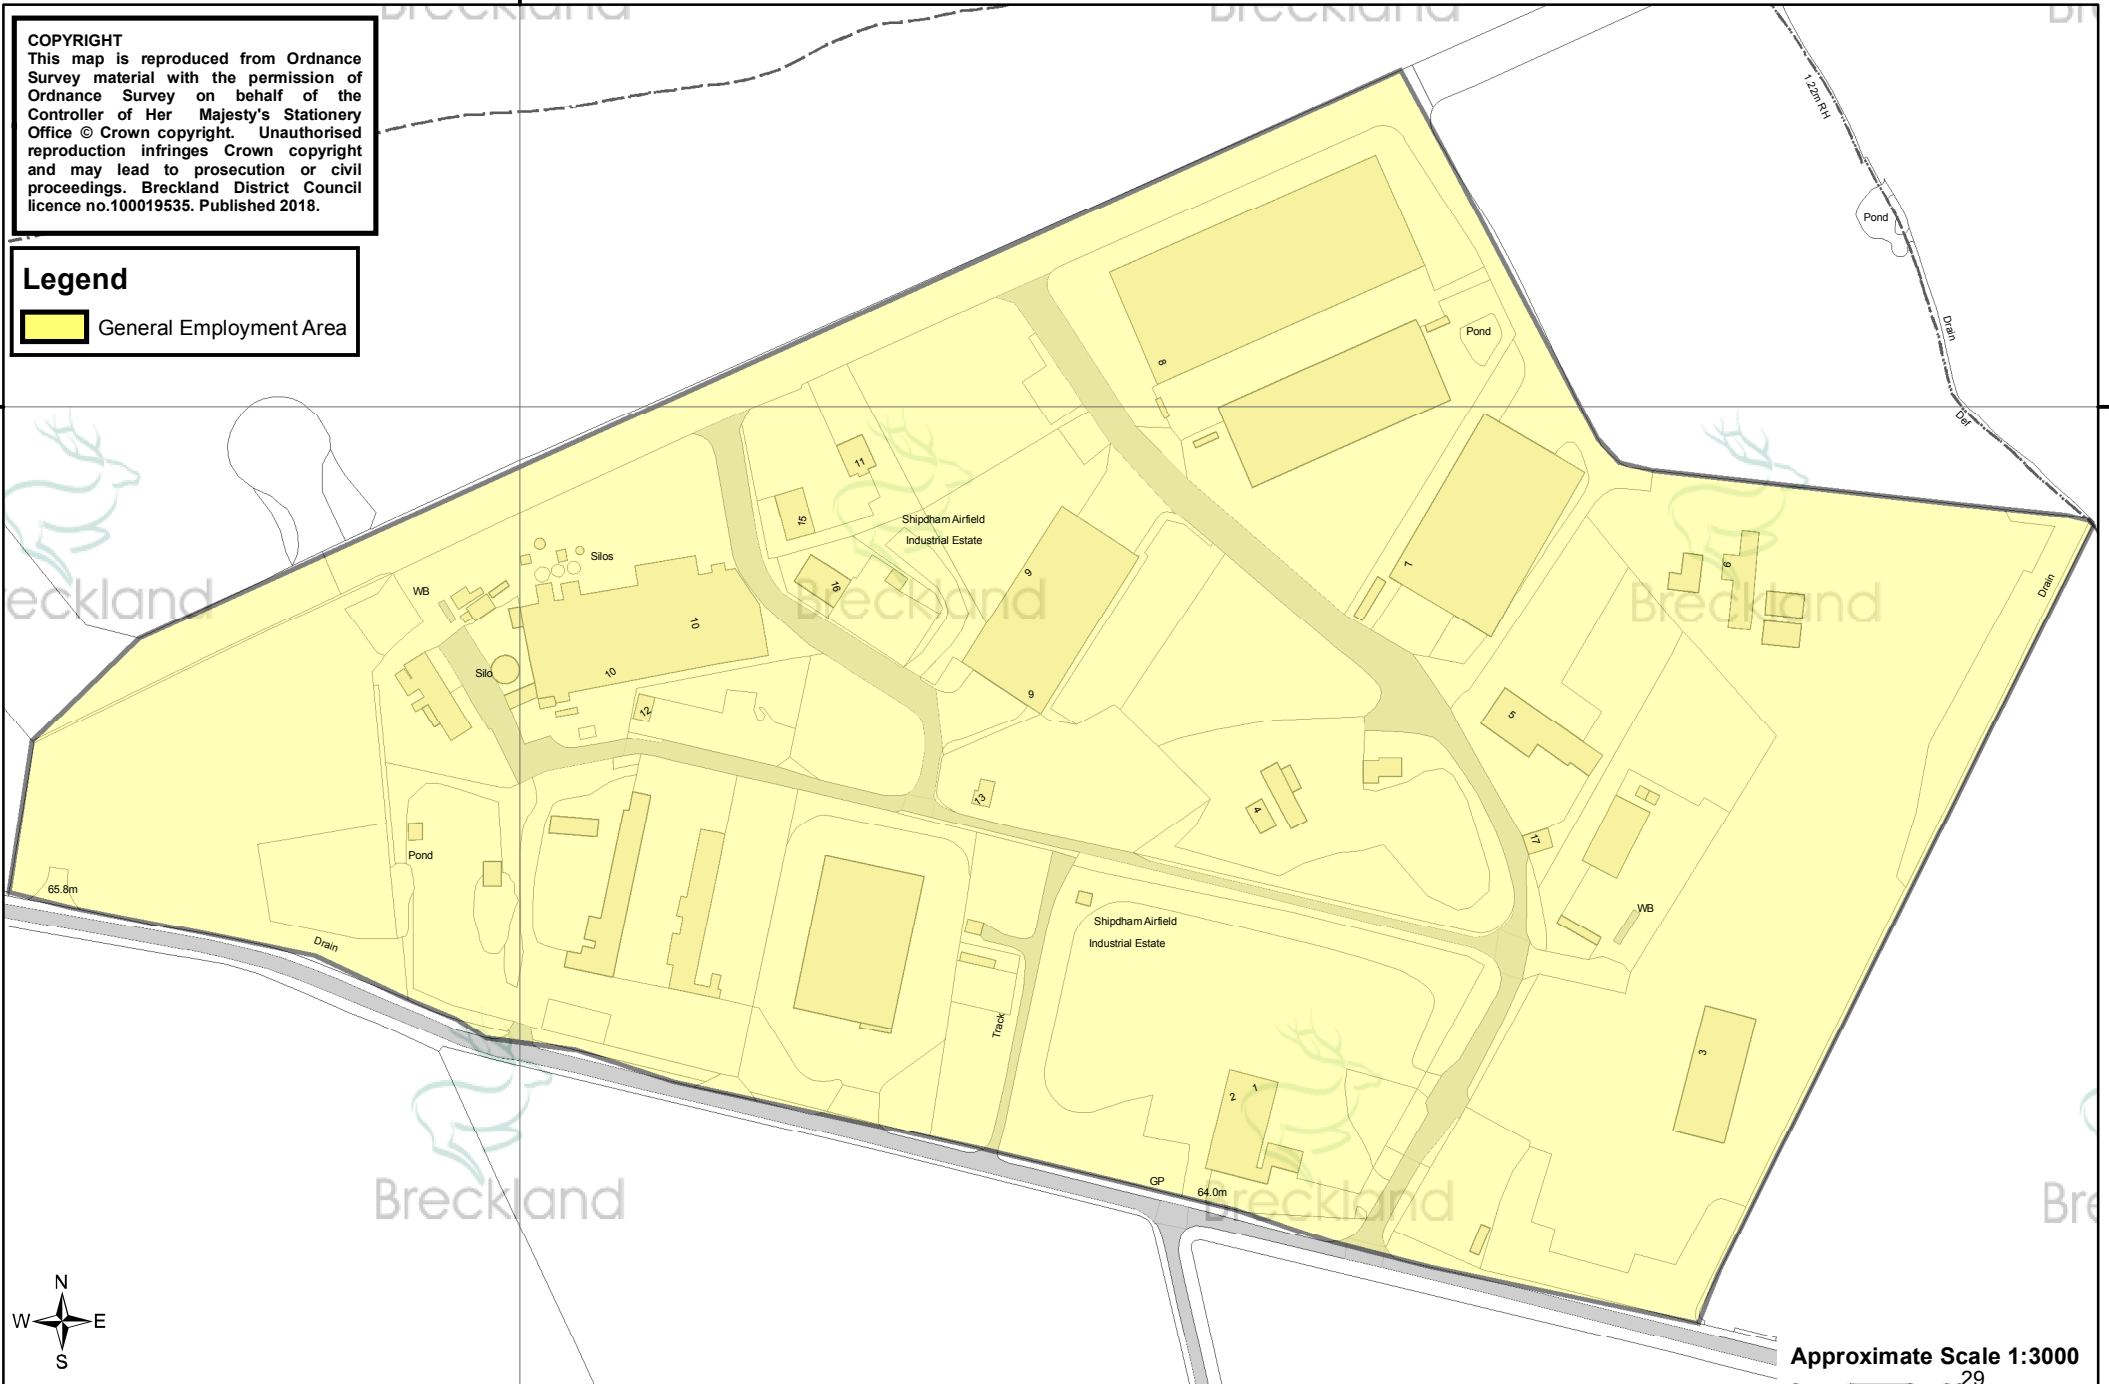 COPYRIGHT
This map is reproduced from Ordnance
Survey material with the permission of
Ordnance Survey on behalf of the
Controller of Her Majesty's Stationery
Office © Crown copyright. Unauthorised
reproduction infringes Crown copyright
and may lead to prosecution or civil
proceedings. Breckland District Council
licence no.100019535. Published 2018.
Legend
General Employment Area
Breckland
Breckland
1.22m RH
Pond
Drain
Def
Pond
8
11
15
Shipdham Airfield
Industrial Estate
Silos
WB
16
9
7
6
Drain
eckland
Breckland
Breckland
10
10
Silo
12
9
5
13
4
17
Pond
65.8m
WB
Shipdham Airfield
Industrial Estate
Drain
Track
3
1
2
GP
64.0m
Breckland
Breckland
Bre
N
W E
S
Approximate Scale 1:3000
29